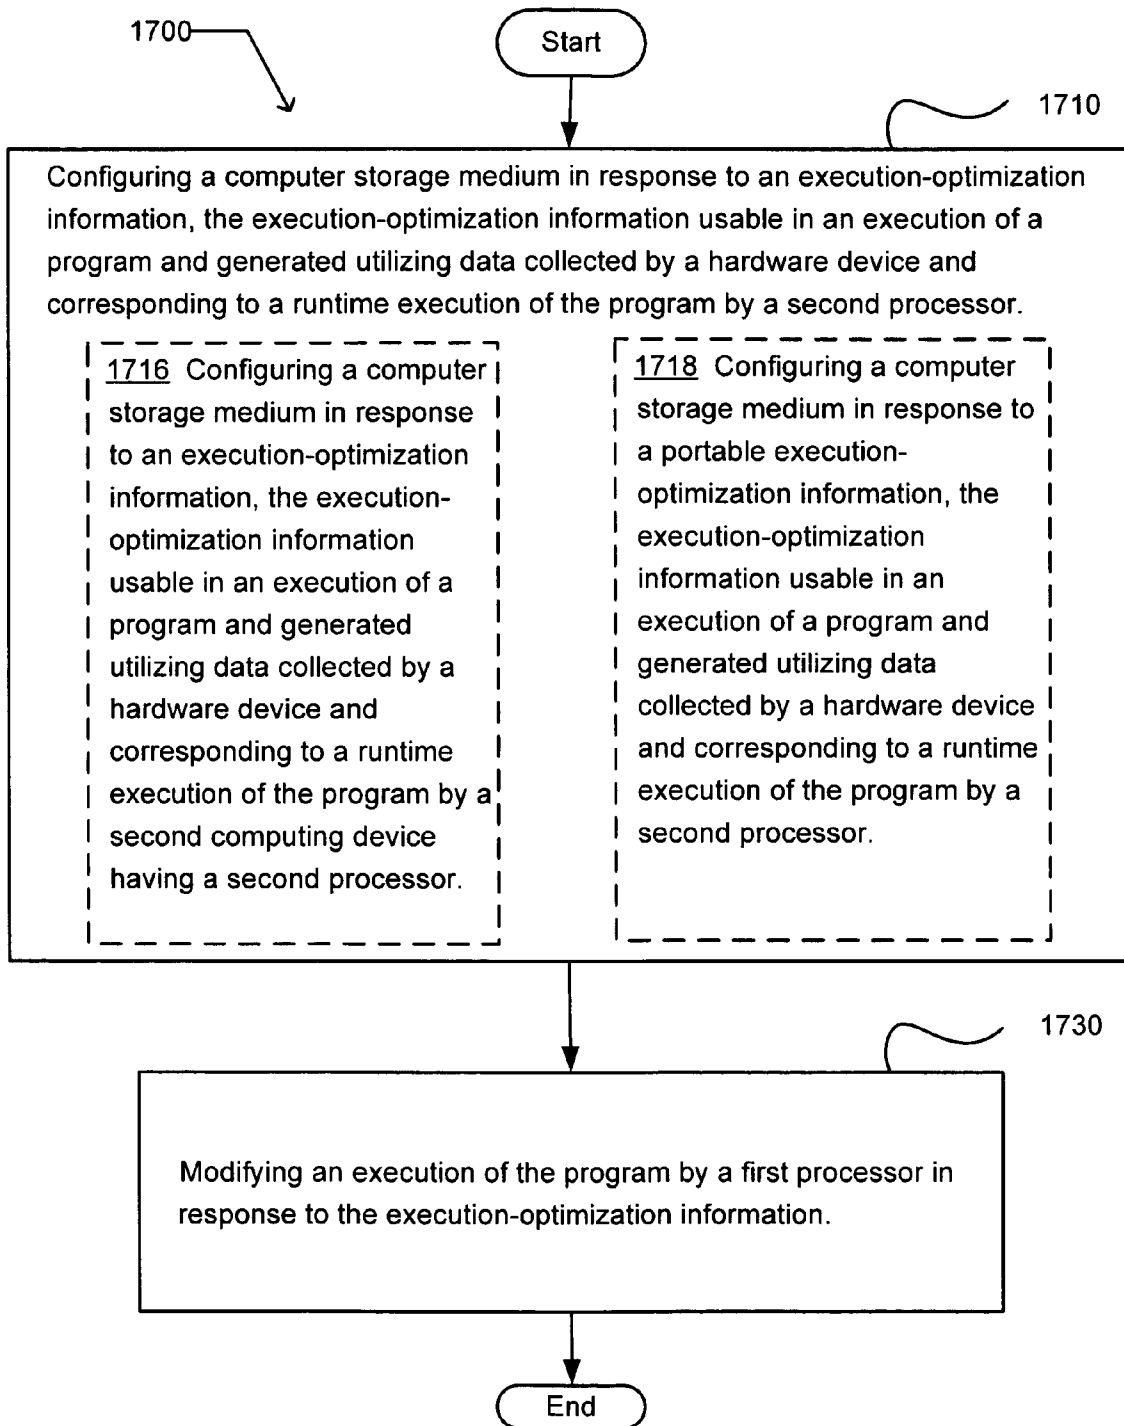 1700
Start
1710
Configuring a computer storage medium in response to an execution-optimization
information, the execution-optimization information usable in an execution of a
program and generated utilizing data collected by a hardware device and
corresponding to a runtime execution of the program by a second processor.
1716 Configuring a computer
storage medium in response
to an execution-optimization
information, the execution-
optimization information
usable in an execution of a
program and generated
utilizing data collected by a
hardware device and
corresponding to a runtime
execution of the program by a
second computing device
having a second processor.
1718 Configuring a computer
storage medium in response to
a portable execution-
optimization information, the
execution-optimization
information usable in an
execution of a program and
generated utilizing data
collected by a hardware device
and corresponding to a runtime
execution of the program by a
second processor.
1730
Modifying an execution of the program by a first processor in
response to the execution-optimization information.
End